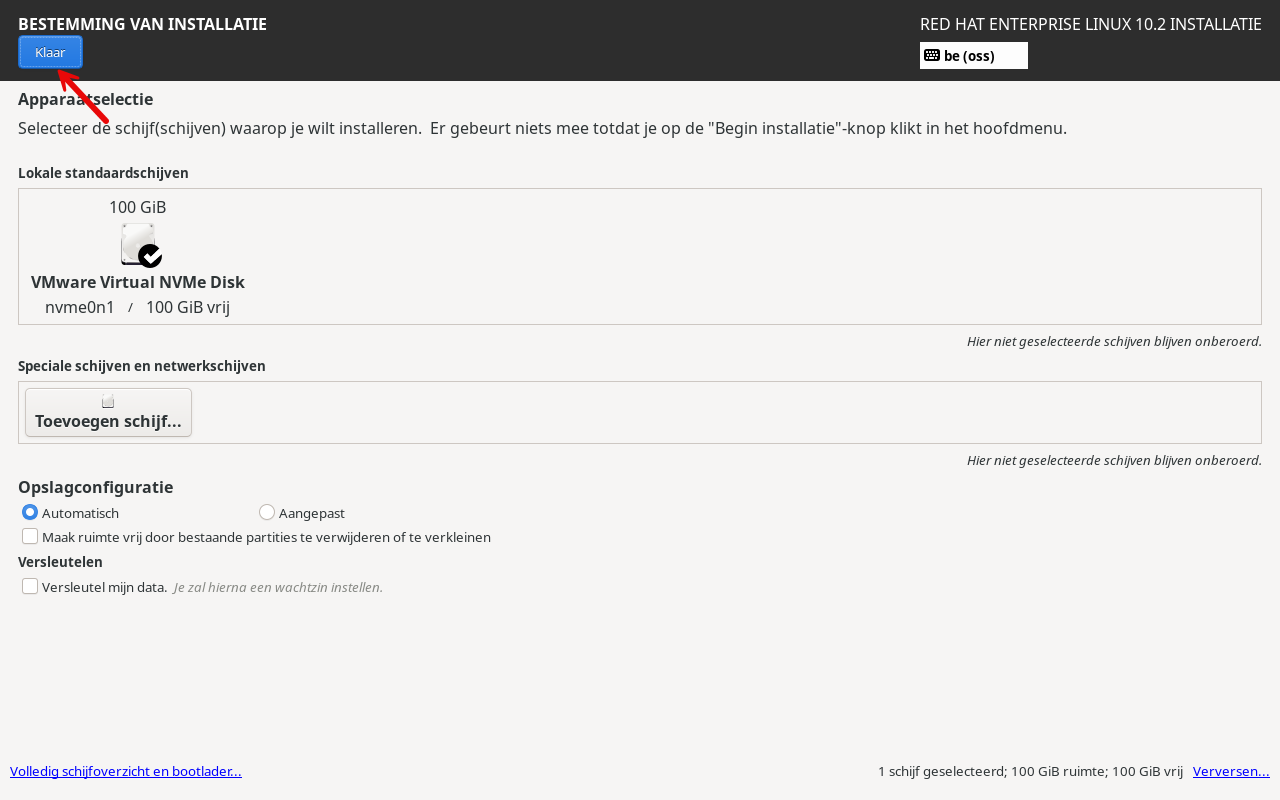 BESTEMMING VAN INSTALLATIE
RED HAT ENTERPRISE LINUX 10.2 INSTALLATIE
Klaar
be (oss)
Apparaatselectie
Selecteer de schijf(schijven) waarop je wilt installeren.  Er gebeurt niets mee totdat je op de "Begin installatie"-knop klikt in het hoofdmenu.
Lokale standaardschijven
100 GiB
VMware Virtual NVMe Disk
nvme0n1 / 100 GiB vrij
Hier niet geselecteerde schijven blijven onberoerd.
Speciale schijven en netwerkschijven
Toevoegen schijf...
Hier niet geselecteerde schijven blijven onberoerd.
Opslagconfiguratie
Automatisch Aangepast
Maak ruimte vrij door bestaande partities te verwijderen of te verkleinen
Versleutelen
Versleutel mijn data. Je zal hierna een wachtzin instellen.
Volledig schijfoverzicht en bootlader...
1 schijf geselecteerd; 100 GiB ruimte; 100 GiB vrij Verversen...